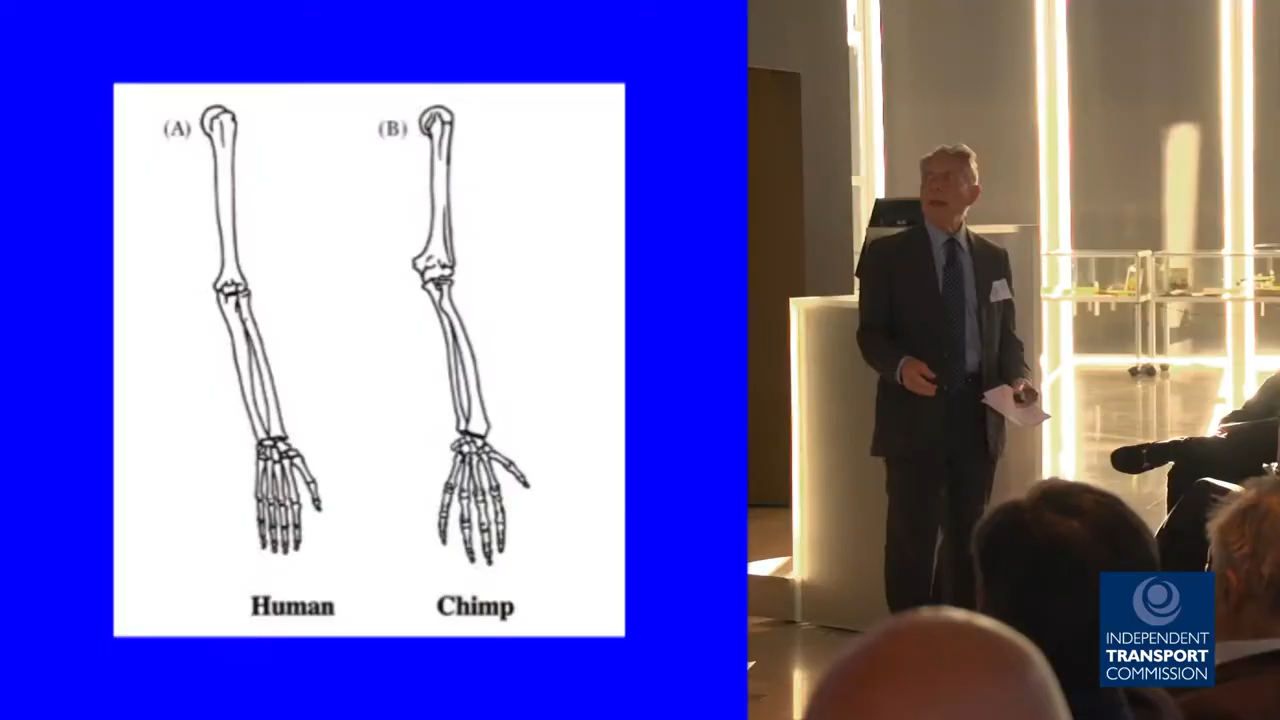 (A)
(B)
Human
Chimp
INDEPENDENT
TRANSPORT
COMMISSION